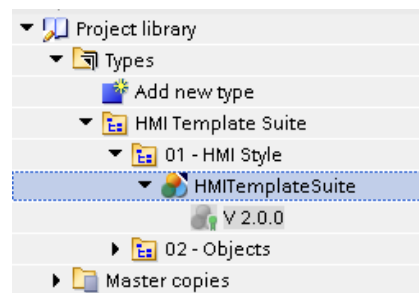 Project library
Types
Add new type
HMI Template Suite
01 - HMI Style
HMITemplateSuite
V 2.0.0
02 - Objects
Master copies